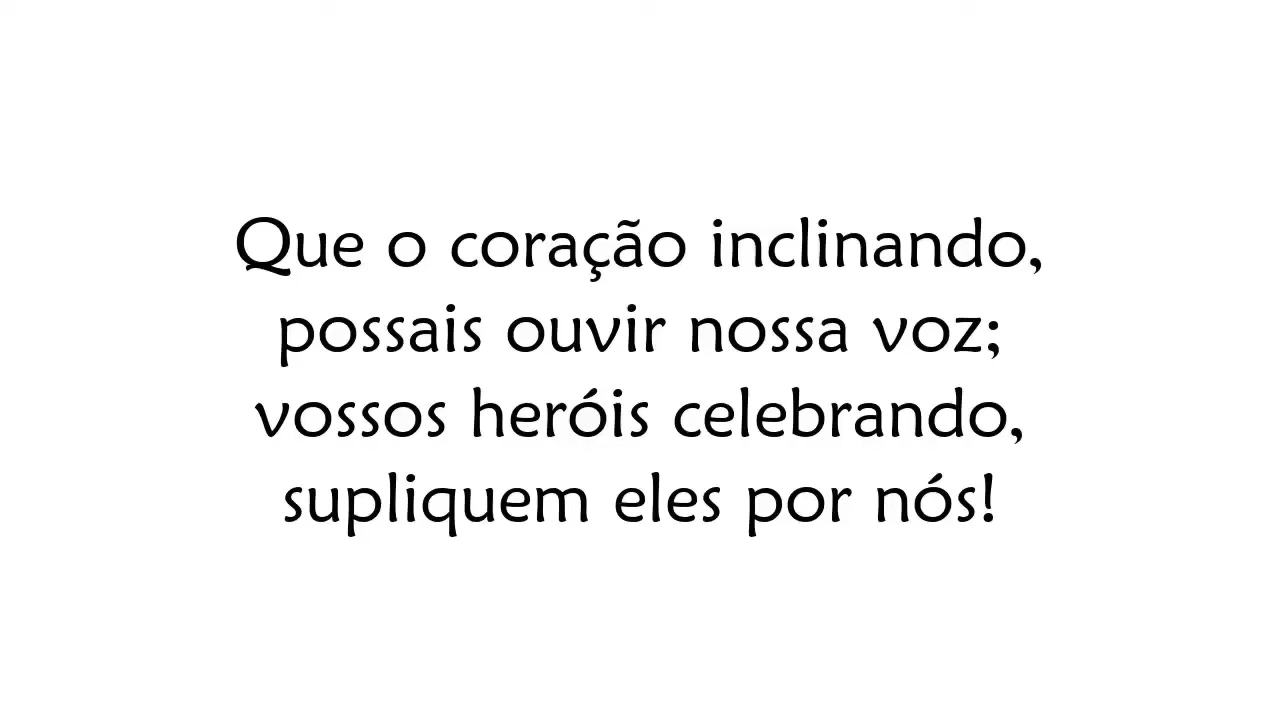 Que o coração inclinando,
possais ouvir nossa voz;
vossos heróis celebrando,
supliquem eles por nós!